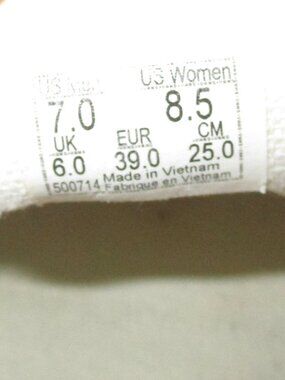 US Women
7.0 8.5
UK EUR CM
6.0 39.0 25.0
Made in Vietnam
500714 Fabrique en Vietnam